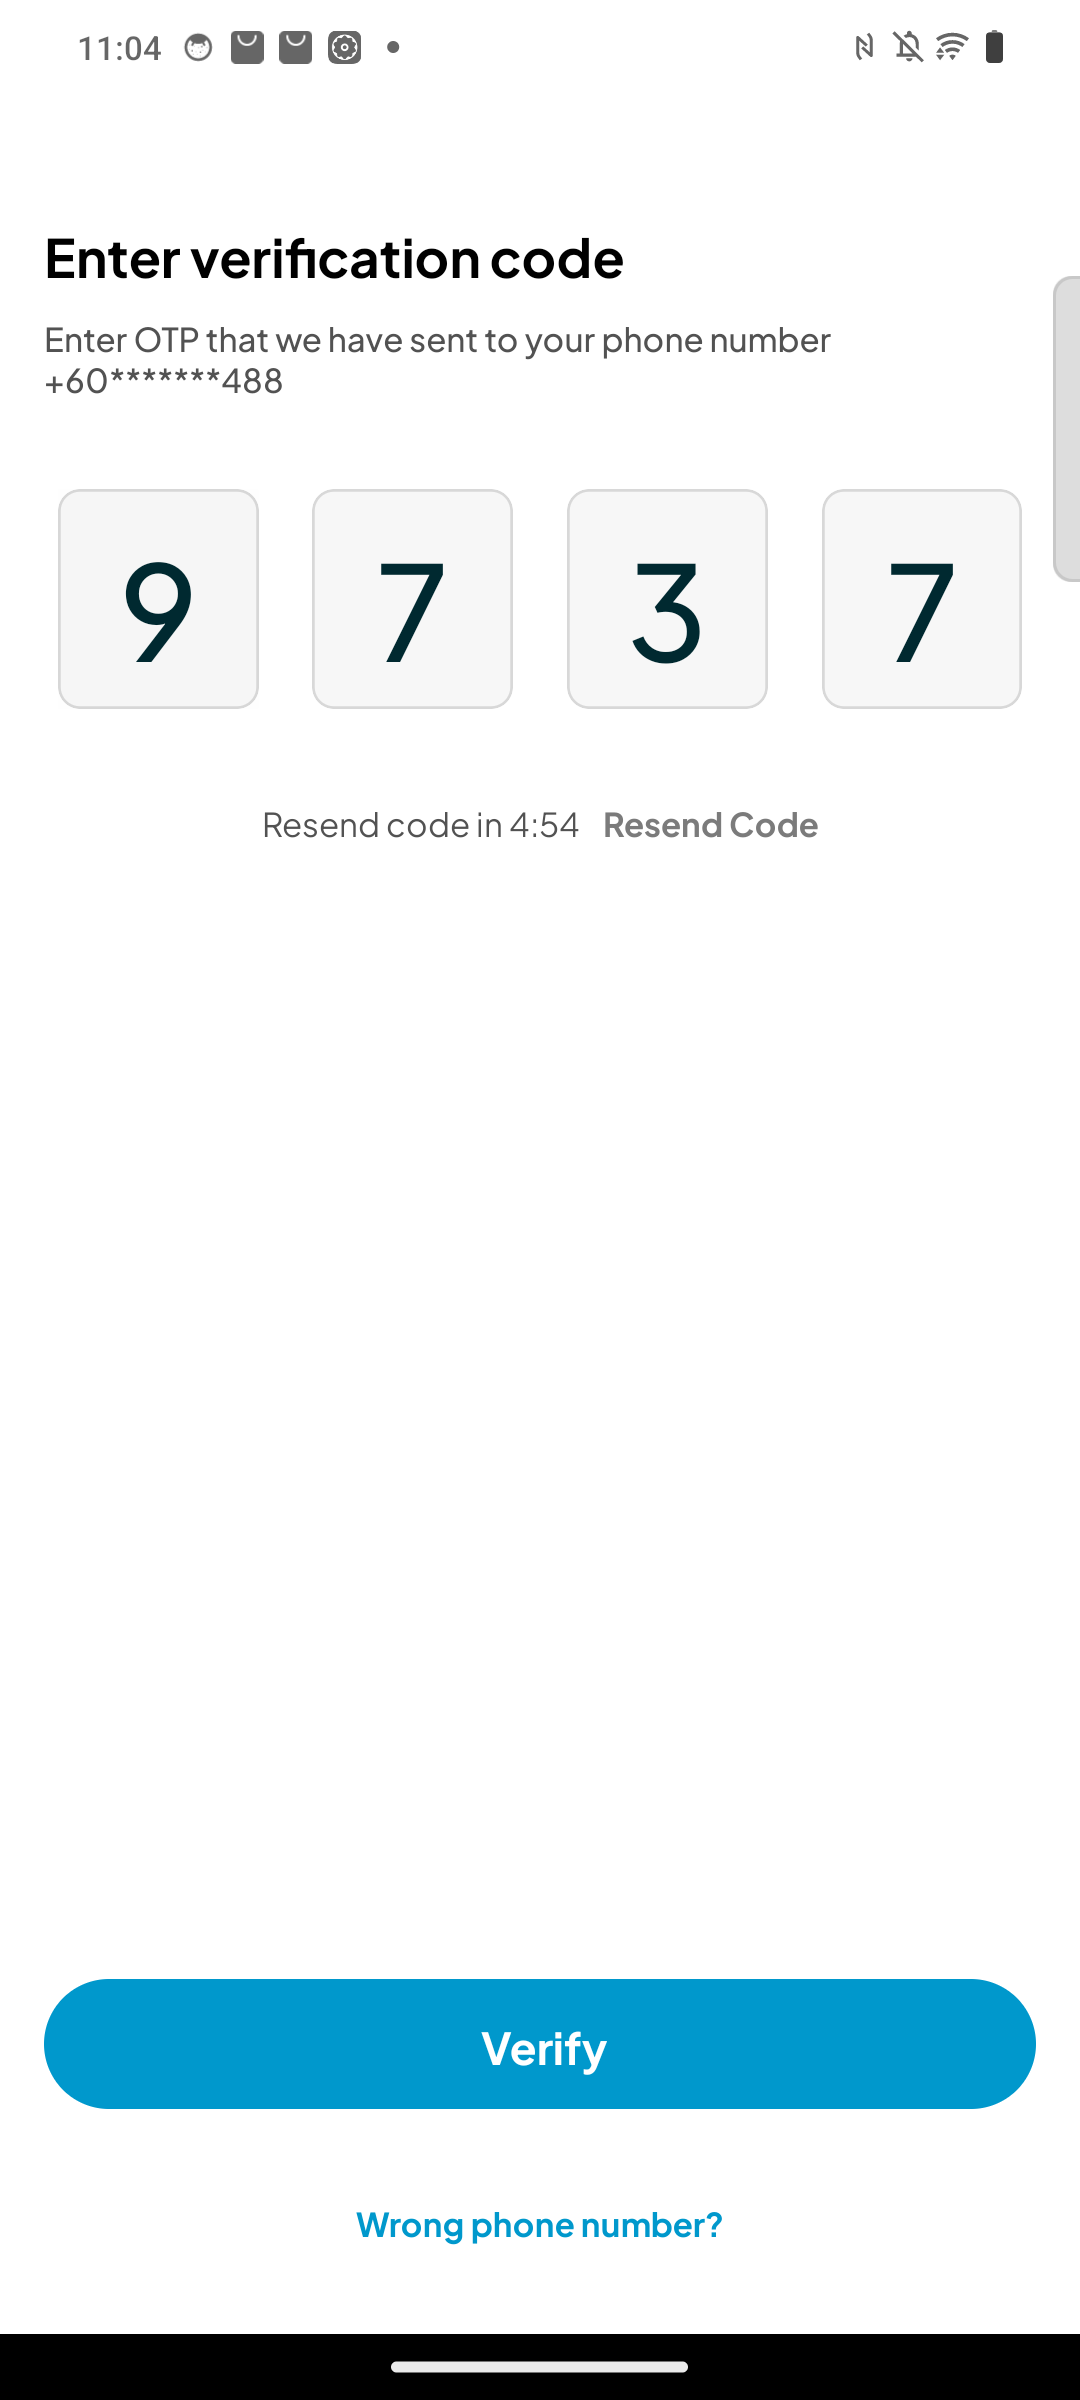 11:04
Enter verification code
Enter OTP that we have sent to your phone number
+60*******488
9 7 3 7
Resend code in 4:54 Resend Code
Verify
Wrong phone number?